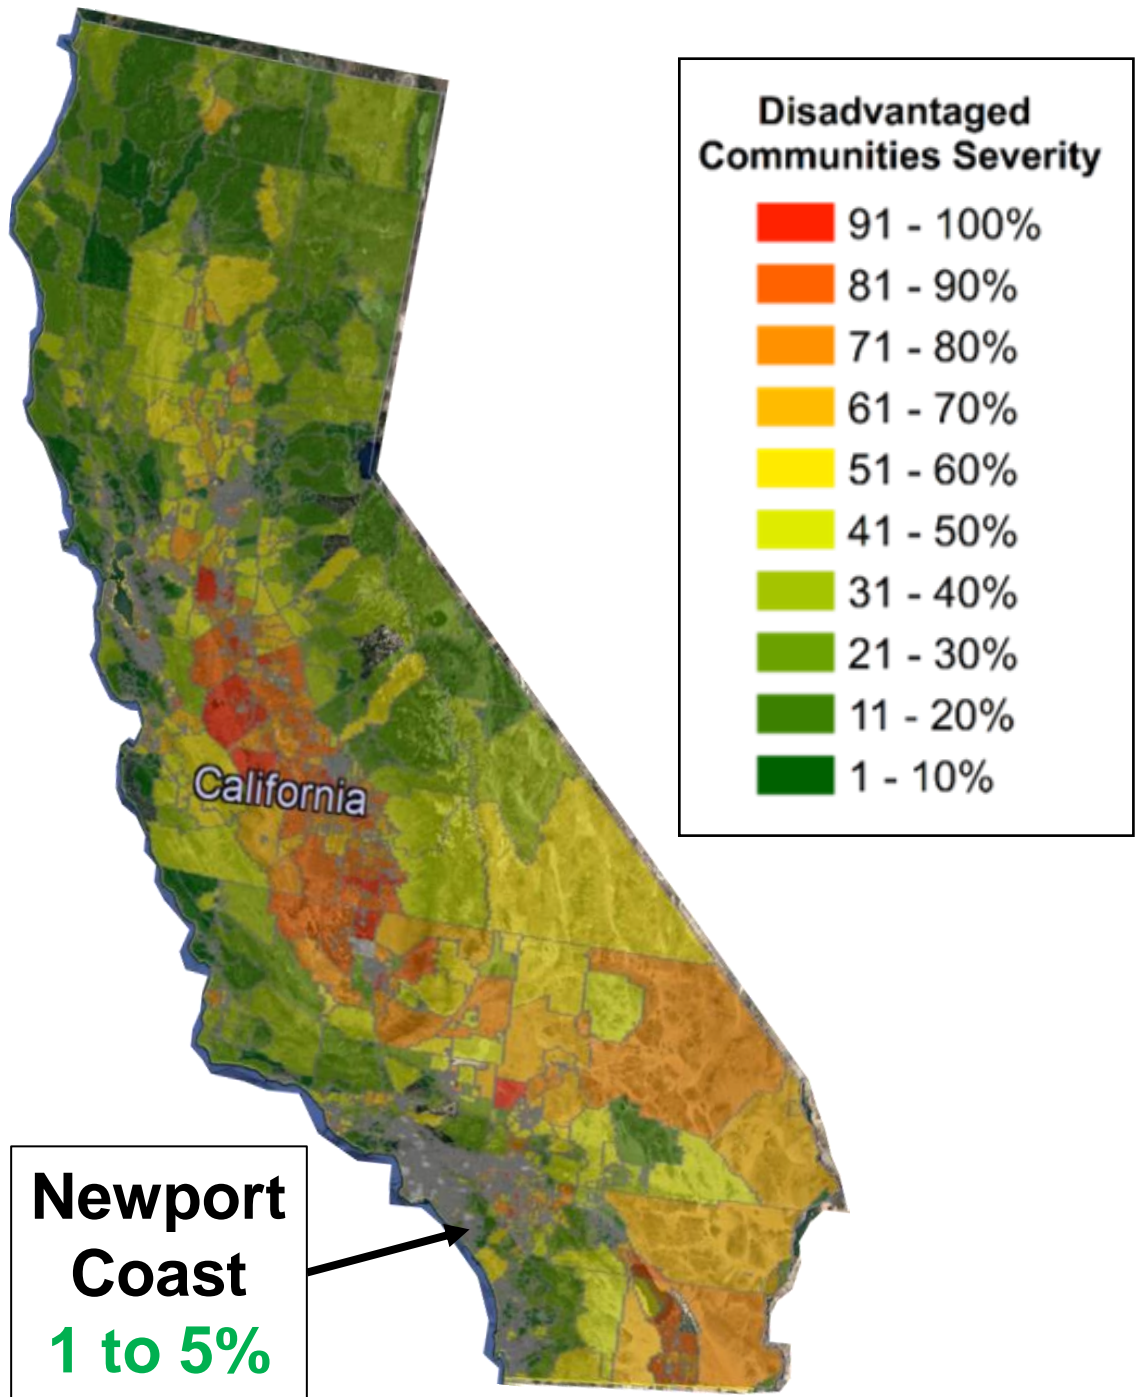 Disadvantaged
Communities Severity
91 - 100%
81 - 90%
71 - 80%
61 - 70%
51 - 60%
41 - 50%
31 - 40%
21 - 30%
11 - 20%
1 - 10%
California
Newport
Coast
1 to 5%